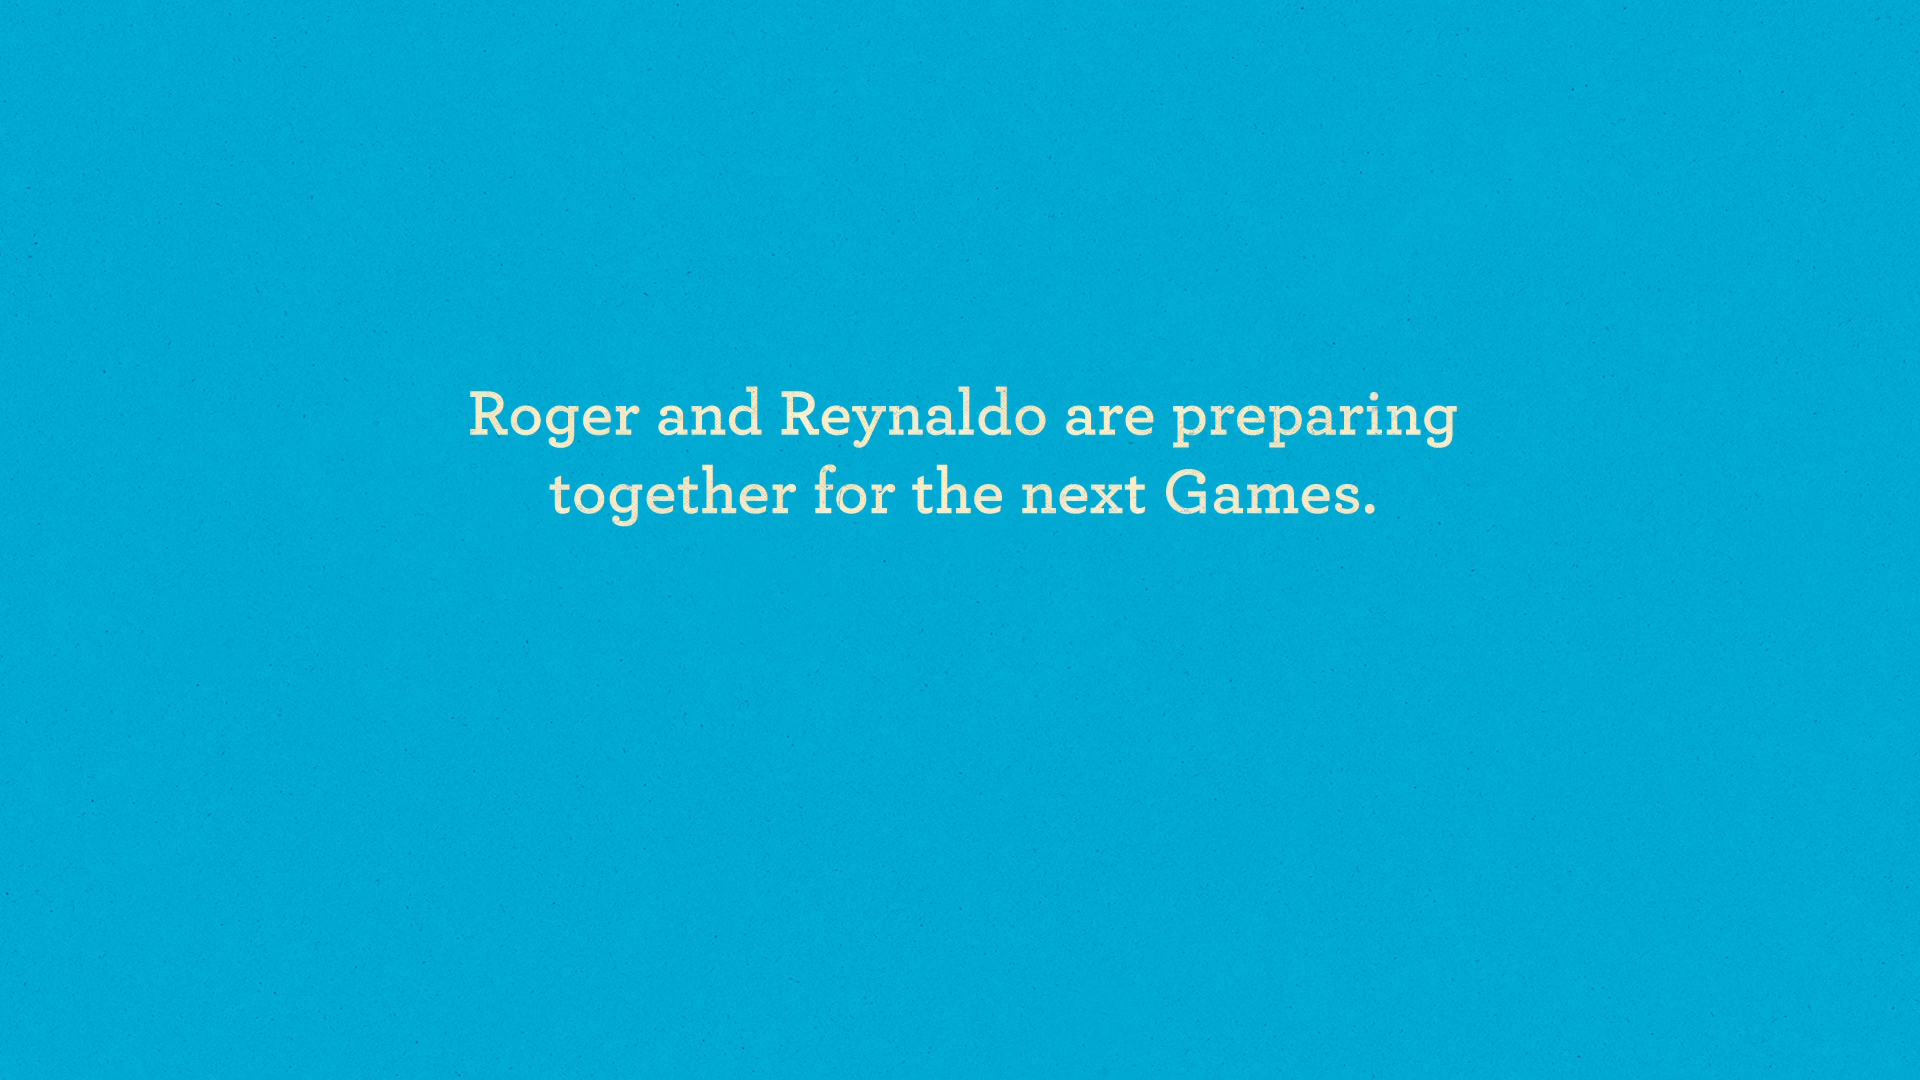 Roger and Reynaldo are preparing
together for the next Games.